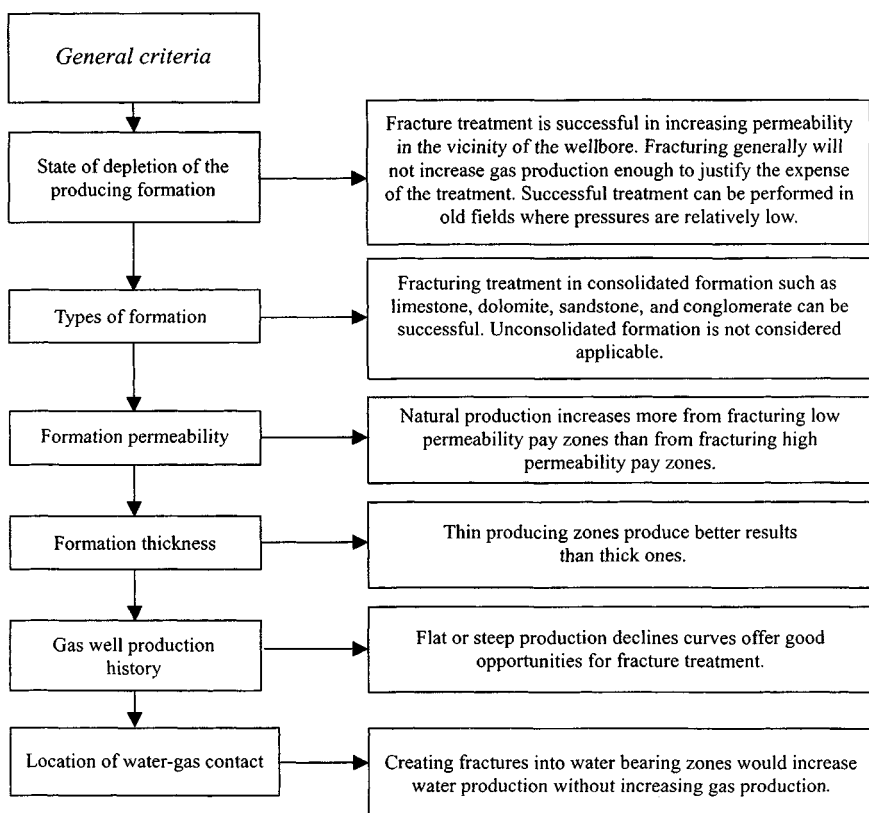 General criteria
State of depletion of the
producing formation
Fracture treatment is successful in increasing permeability
in the vicinity of the wellbore. Fracturing generally will
not increase gas production enough to justify the
expense of the treatment. Successful treatment can be performed in
old fields where pressures are relatively low.
Types of formation
Fracturing treatment in consolidated formation such as
limestone, dolomite, sandstone, and conglomerate can be
successful. Unconsolidated formation is not considered
applicable.
Formation permeability
Natural production increases more from fracturing low
permeability pay zones than from fracturing high
permeability pay zones.
Formation thickness
Thin producing zones produce better results
than thick ones.
Gas well production
history
Flat or steep production declines curves offer good
opportunities for fracture treatment.
Location of water-gas contact
Creating fractures into water bearing zones would increase
water production without increasing gas production.